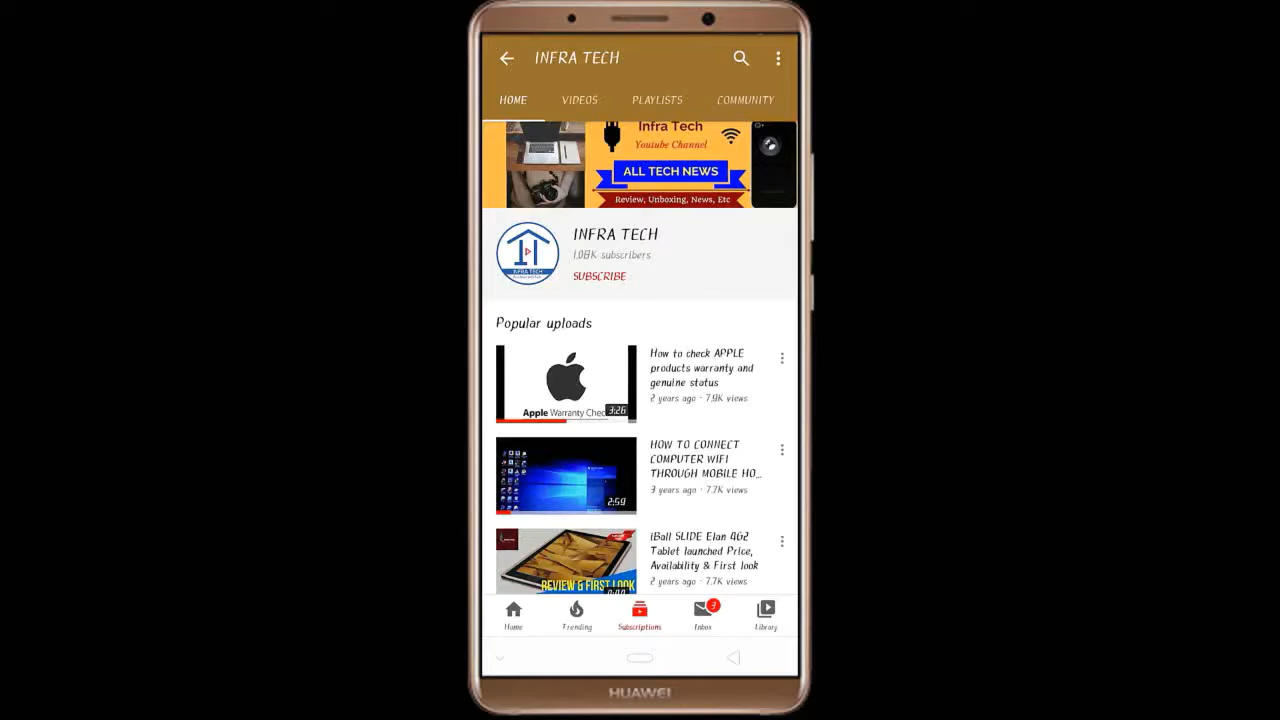 INFRA TECH
HOME VIDEOS PLAYLISTS COMMUNITY
Infra Tech
Youtube Channel
ALL TECH NEWS
Review, Unboxing, News, Etc
INFRA TECH
INFRA TECH
1.08K subscribers
SUBSCRIBE
Popular uploads
How to check APPLE
products warranty and
genuine status
2 years ago · 7.9K views
Apple Warranty Chec
3:26
HOW TO CONNECT
COMPUTER WIFI
THROUGH MOBILE HO...
3 years ago · 7.7K views
2:59
iBall SLIDE Elan 4G2
Tablet launched Price,
Availability & First look
2 years ago · 7.7K views
REVIEW & FIRST LOOK
7
Home Trending Subscriptions Inbox Library
HUAWEI